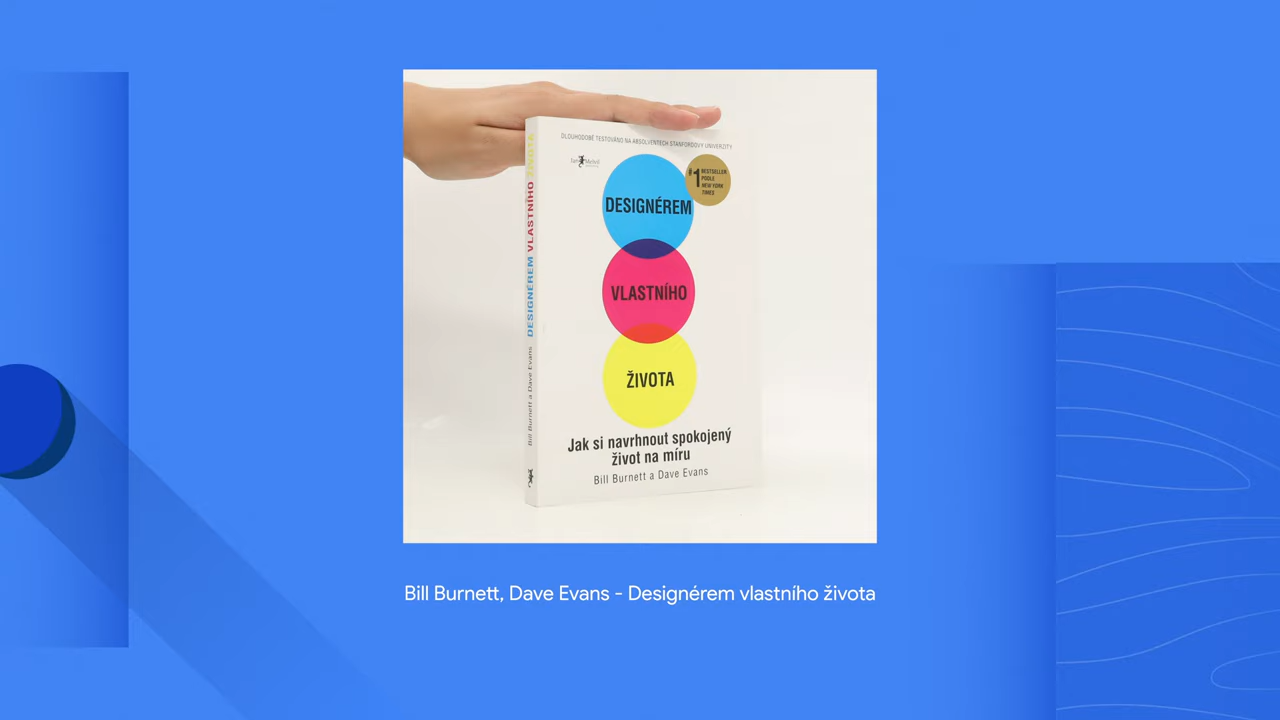 DLOUHODOBĚ TESTOVÁNO NA ABSOLVENTECH STANFORDOVY UNIVERZITY
Jan Melvil
#1 BESTSELLER
PODLE
NEW YORK
TIMES
DESIGNÉREM
VLASTNÍHO
ŽIVOTA
Jak si navrhnout spokojený
život na míru
Bill Burnett a Dave Evans
Bill Burnett a Dave Evans DESIGNÉREM VLASTNÍHO ŽIVOTA
Bill Burnett, Dave Evans - Designérem vlastního života